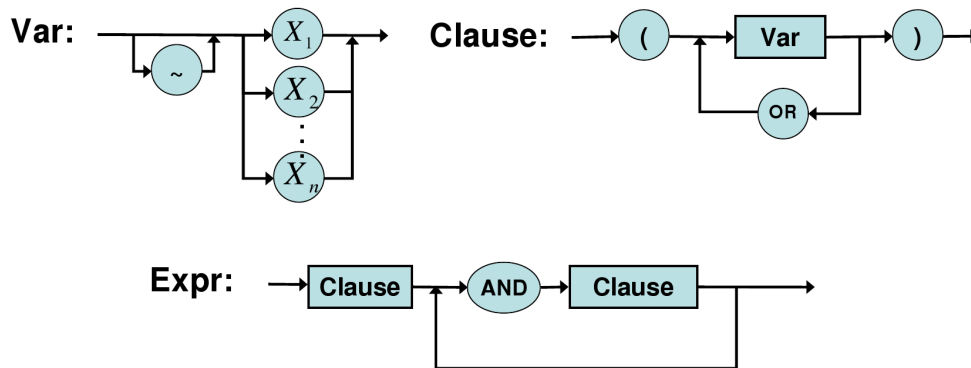 Var:
~
X1
X2
⋮
Xn
Clause:
(
Var
)
OR
Expr:
Clause
AND
Clause